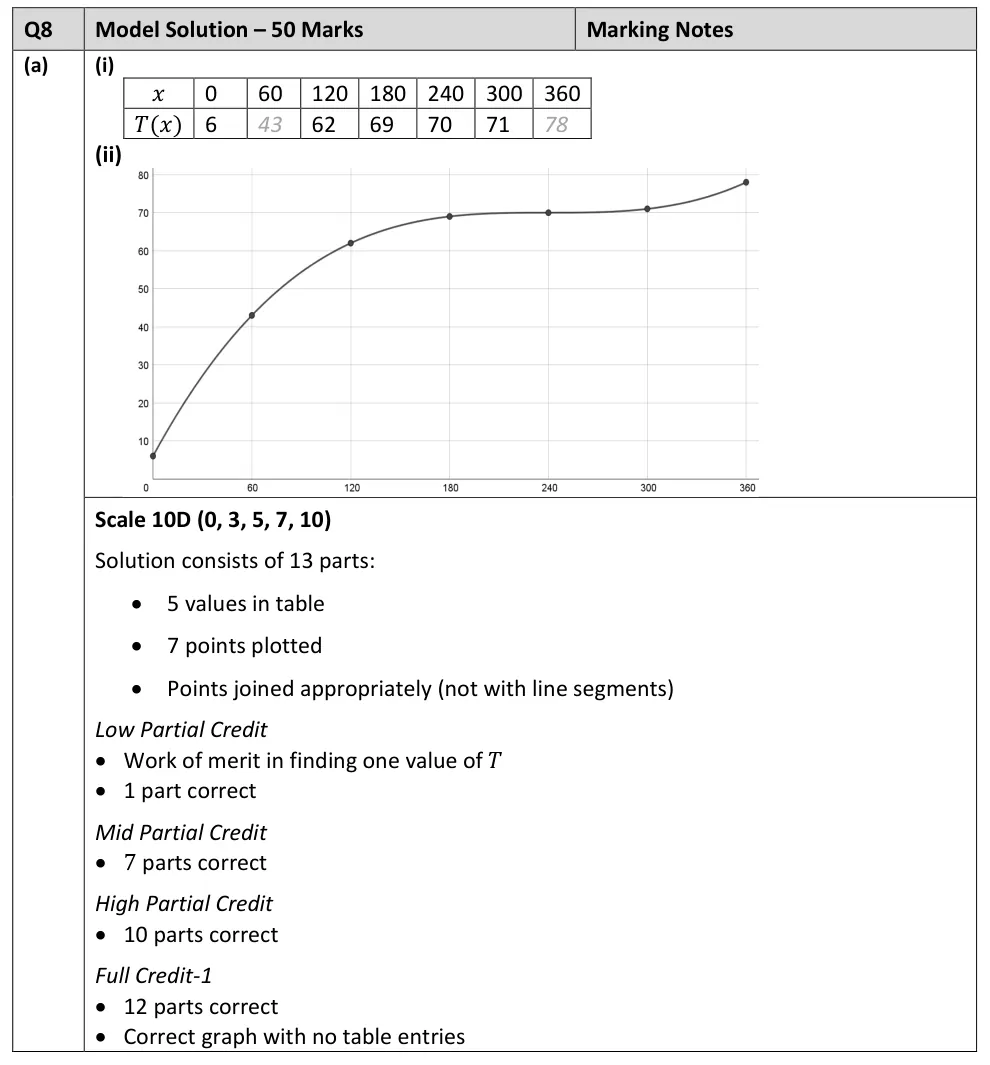 Q8 Model Solution – 50 Marks Marking Notes
(a) (i)
x 0 60 120 180 240 300 360
T(x) 6 43 62 69 70 71 78
(ii)
80
70
60
50
40
30
20
10
0 60 120 180 240 300 360
Scale 10D (0, 3, 5, 7, 10)
Solution consists of 13 parts:
• 5 values in table
• 7 points plotted
• Points joined appropriately (not with line segments)
Low Partial Credit
• Work of merit in finding one value of T
• 1 part correct
Mid Partial Credit
• 7 parts correct
High Partial Credit
• 10 parts correct
Full Credit-1
• 12 parts correct
• Correct graph with no table entries